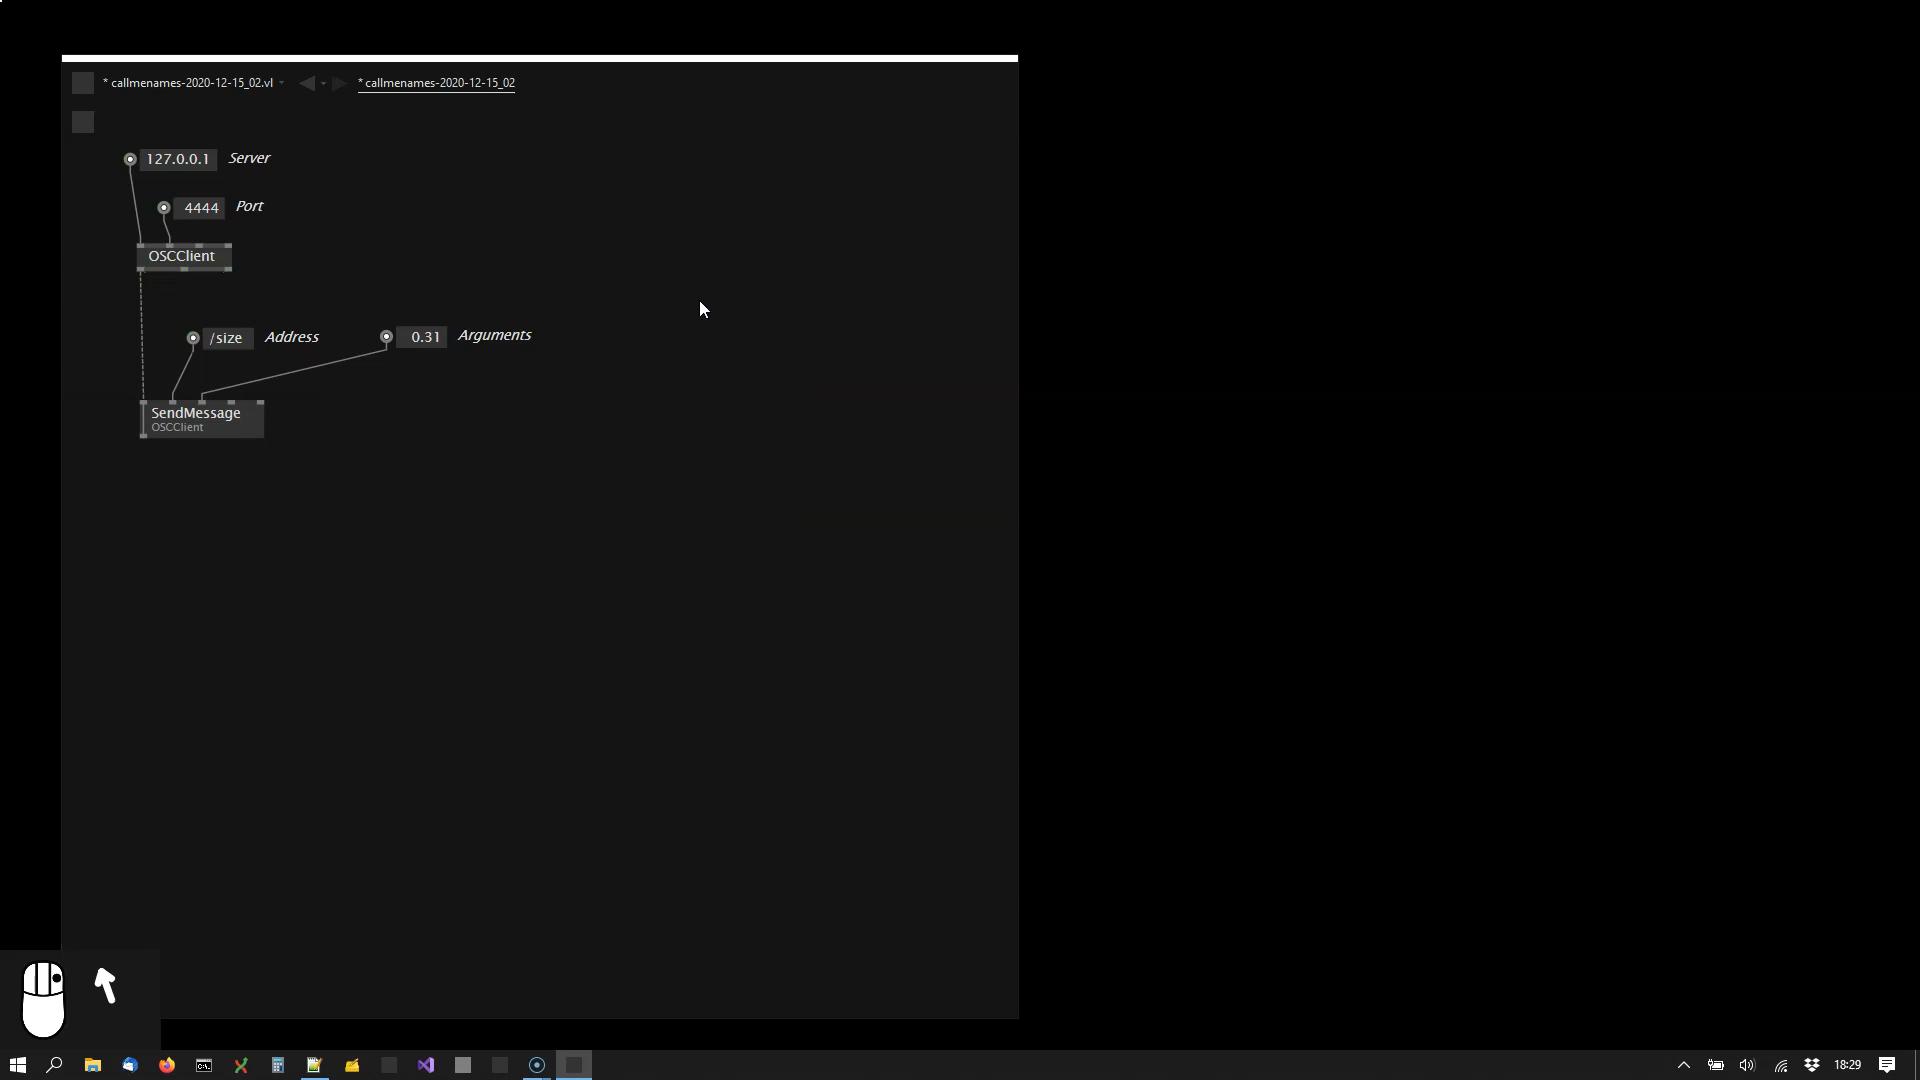 * callmenames-2020-12-15_02.vl
* callmenames-2020-12-15_02
127.0.0.1 Server
4444 Port
OSCClient
/size Address
0.31 Arguments
SendMessage
OSCClient
18:29